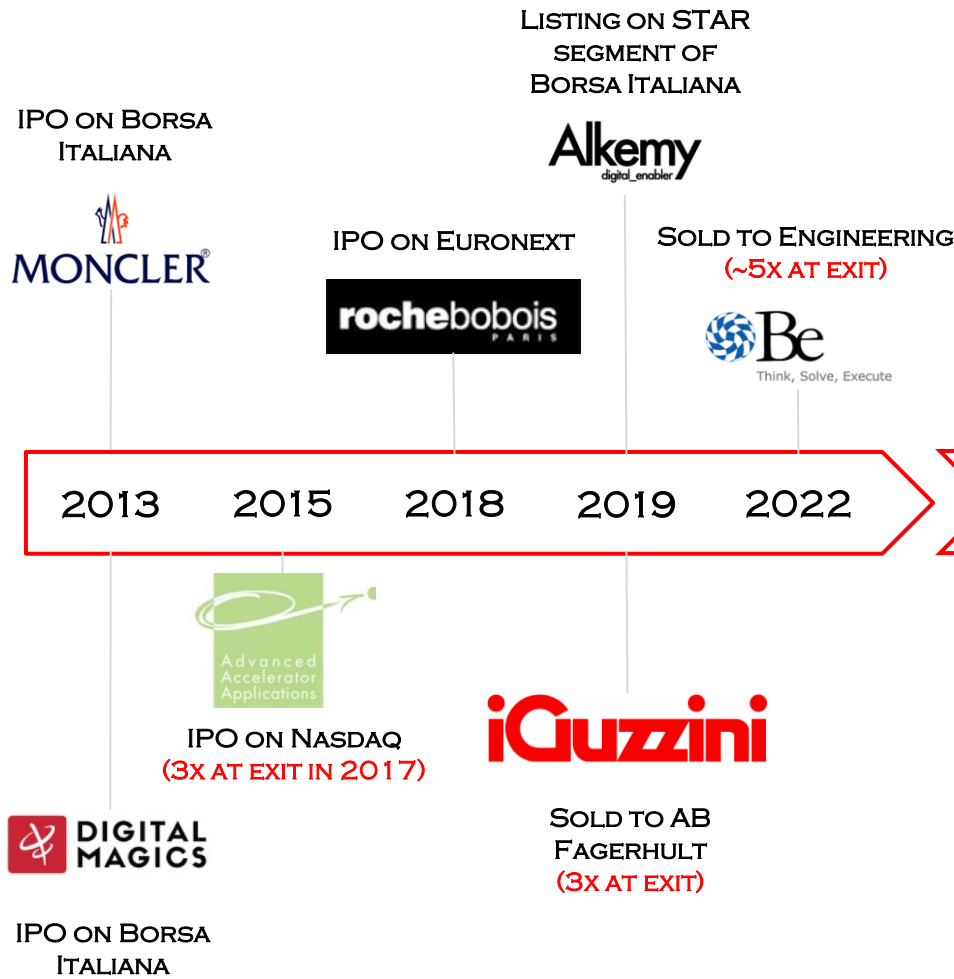 LISTING ON STAR
SEGMENT OF
BORSA ITALIANA
Alkemy
digital_enabler
IPO ON BORSA
ITALIANA
MONCLER®
IPO ON EURONEXT
rochebobois
PARIS
SOLD TO ENGINEERING
(~5X AT EXIT)
Be
Think, Solve, Execute
2013 2015 2018 2019 2022
Advanced
Accelerator
Applications
IPO ON NASDAQ
(3X AT EXIT IN 2017)
iGuzzini
SOLD TO AB
FAGERHULT
(3X AT EXIT)
DIGITAL
MAGICS
IPO ON BORSA
ITALIANA